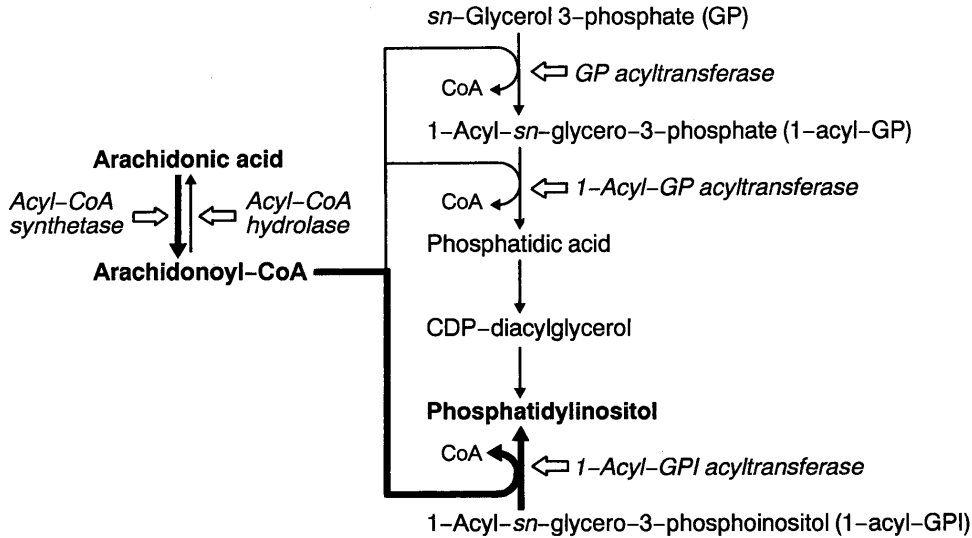 sn-Glycerol 3-phosphate (GP)
CoA
GP acyltransferase
1-Acyl-sn-glycero-3-phosphate (1-acyl-GP)
Arachidonic acid
Acyl-CoA
synthetase
Acyl-CoA
hydrolase
Arachidonoyl-CoA
CoA
1-Acyl-GP acyltransferase
Phosphatidic acid
CDP-diacylglycerol
Phosphatidylinositol
CoA
1-Acyl-GPI acyltransferase
1-Acyl-sn-glycero-3-phosphoinositol (1-acyl-GPI)